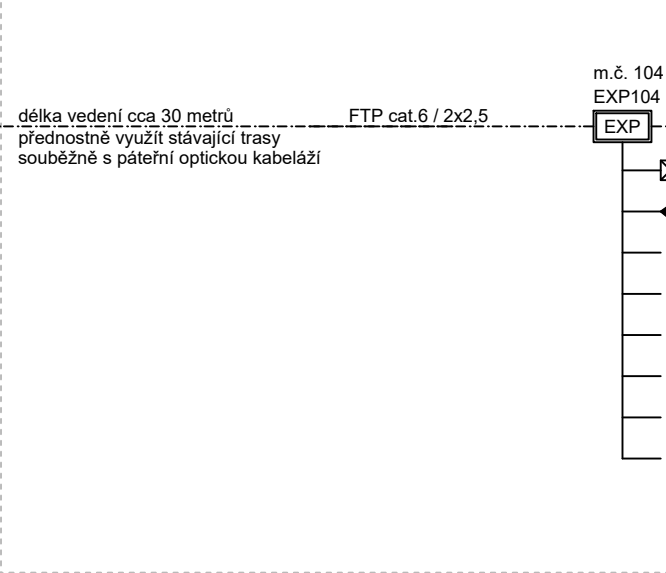 m.č. 104
EXP104
délka vedení cca 30 metrů
FTP cat.6 / 2x2,5
EXP
přednostně využít stávající trasy
souběžně s páteřní optickou kabeláží